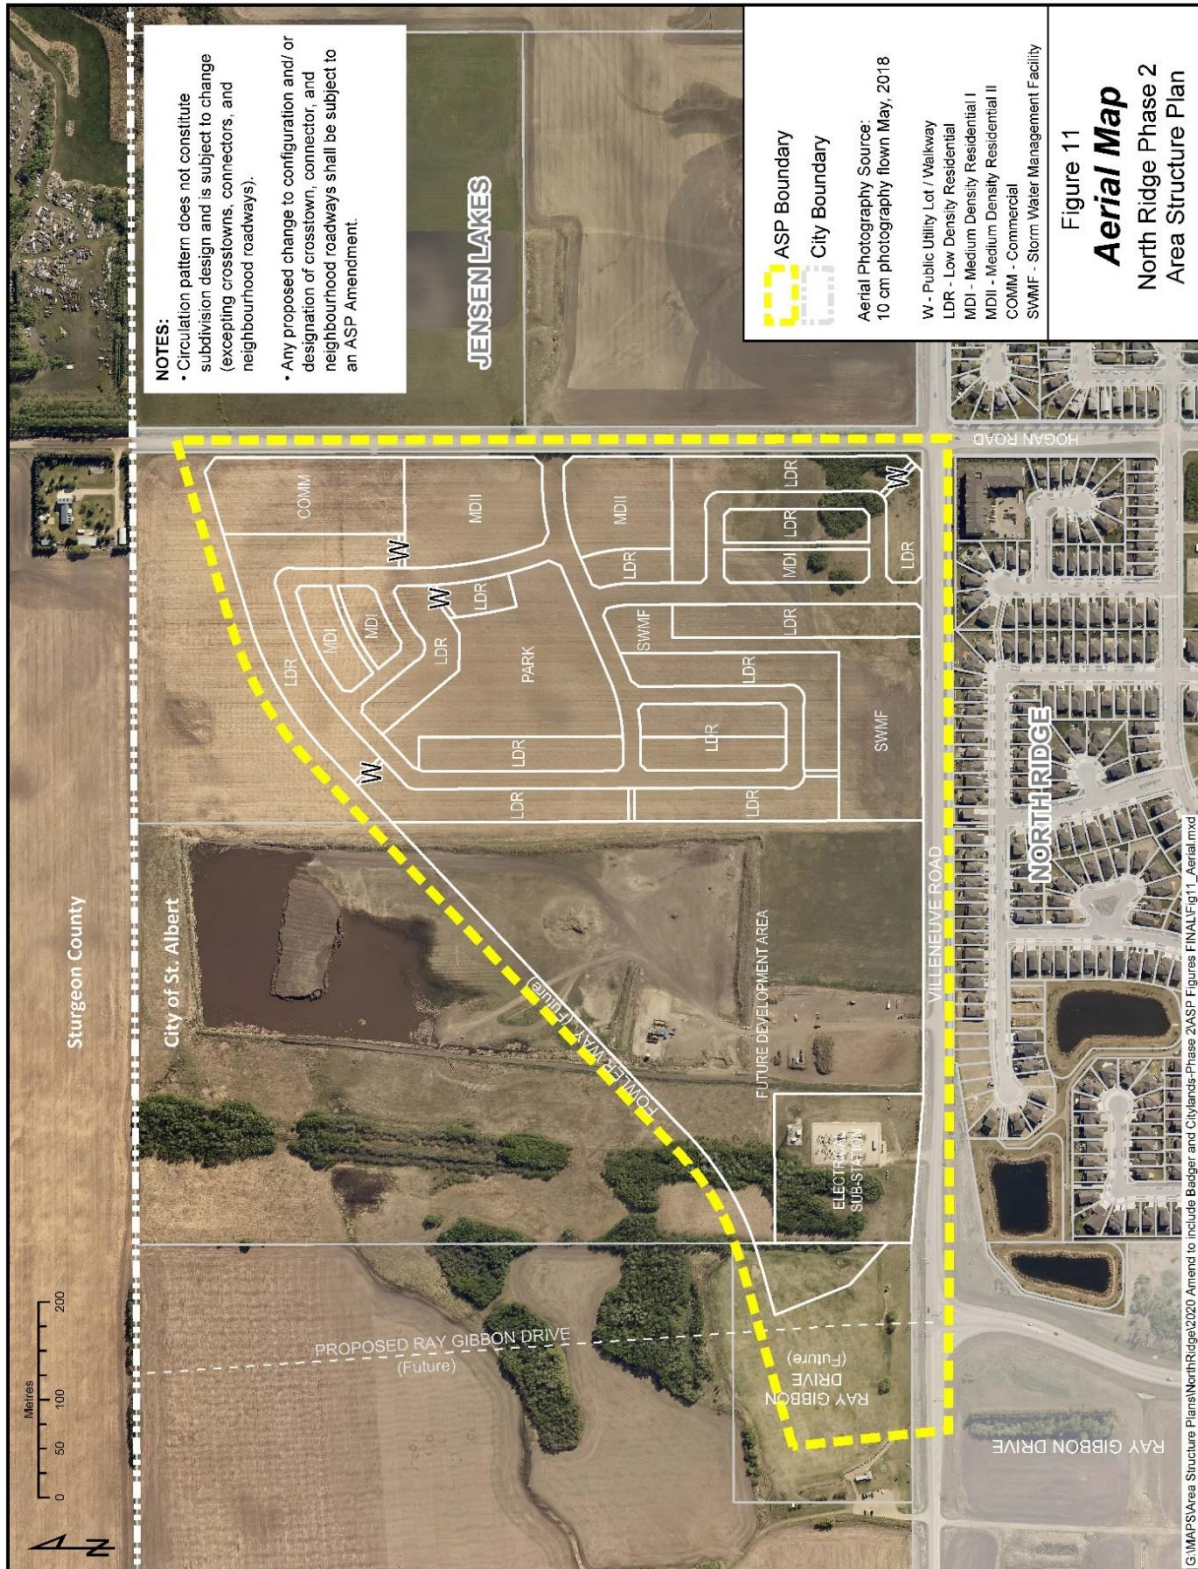 Metres
0
50
100
200
N
Sturgeon County
City of St. Albert
NOTES:
• Circulation pattern does not constitute
subdivision design and is subject to change
(excepting crosstowns, connectors, and
neighbourhood roadways).
• Any proposed change to configuration and/ or
designation of crosstown, connector, and
neighbourhood roadways shall be subject to
an ASP Amendment.
JENSEN LAKES
PROPOSED RAY GIBBON DRIVE
(Future)
FOWLER WAY (Future)
RAY GIBBON
DRIVE
(Future)
ELECTRICAL
SUB-STATION
FUTURE DEVELOPMENT AREA
COMM
W
LDR
MDI
MDI
W
LDR
W
LDR
MDII
PARK
LDR
LDR
MDII
LDR
LDR
SWMF
LDR
LDR
LDR
LDR
MDI
LDR
W
LDR
SWMF
VILLENEUVE ROAD
HOGAN ROAD
NORTH RIDGE
RAY GIBBON DRIVE
ASP Boundary
City Boundary
Aerial Photography Source:
10 cm photography flown May, 2018
W - Public Utility Lot / Walkway
LDR - Low Density Residential
MDI - Medium Density Residential I
MDII - Medium Density Residential II
COMM - Commercial
SWMF - Storm Water Management Facility
Figure 11
Aerial Map
North Ridge Phase 2
Area Structure Plan
G:\MAPS\Area Structure Plans\NorthRidge\2020 Amend to include Badger and Citylands-Phase 2\ASP Figures FINAL\Fig11_Aerial.mxd